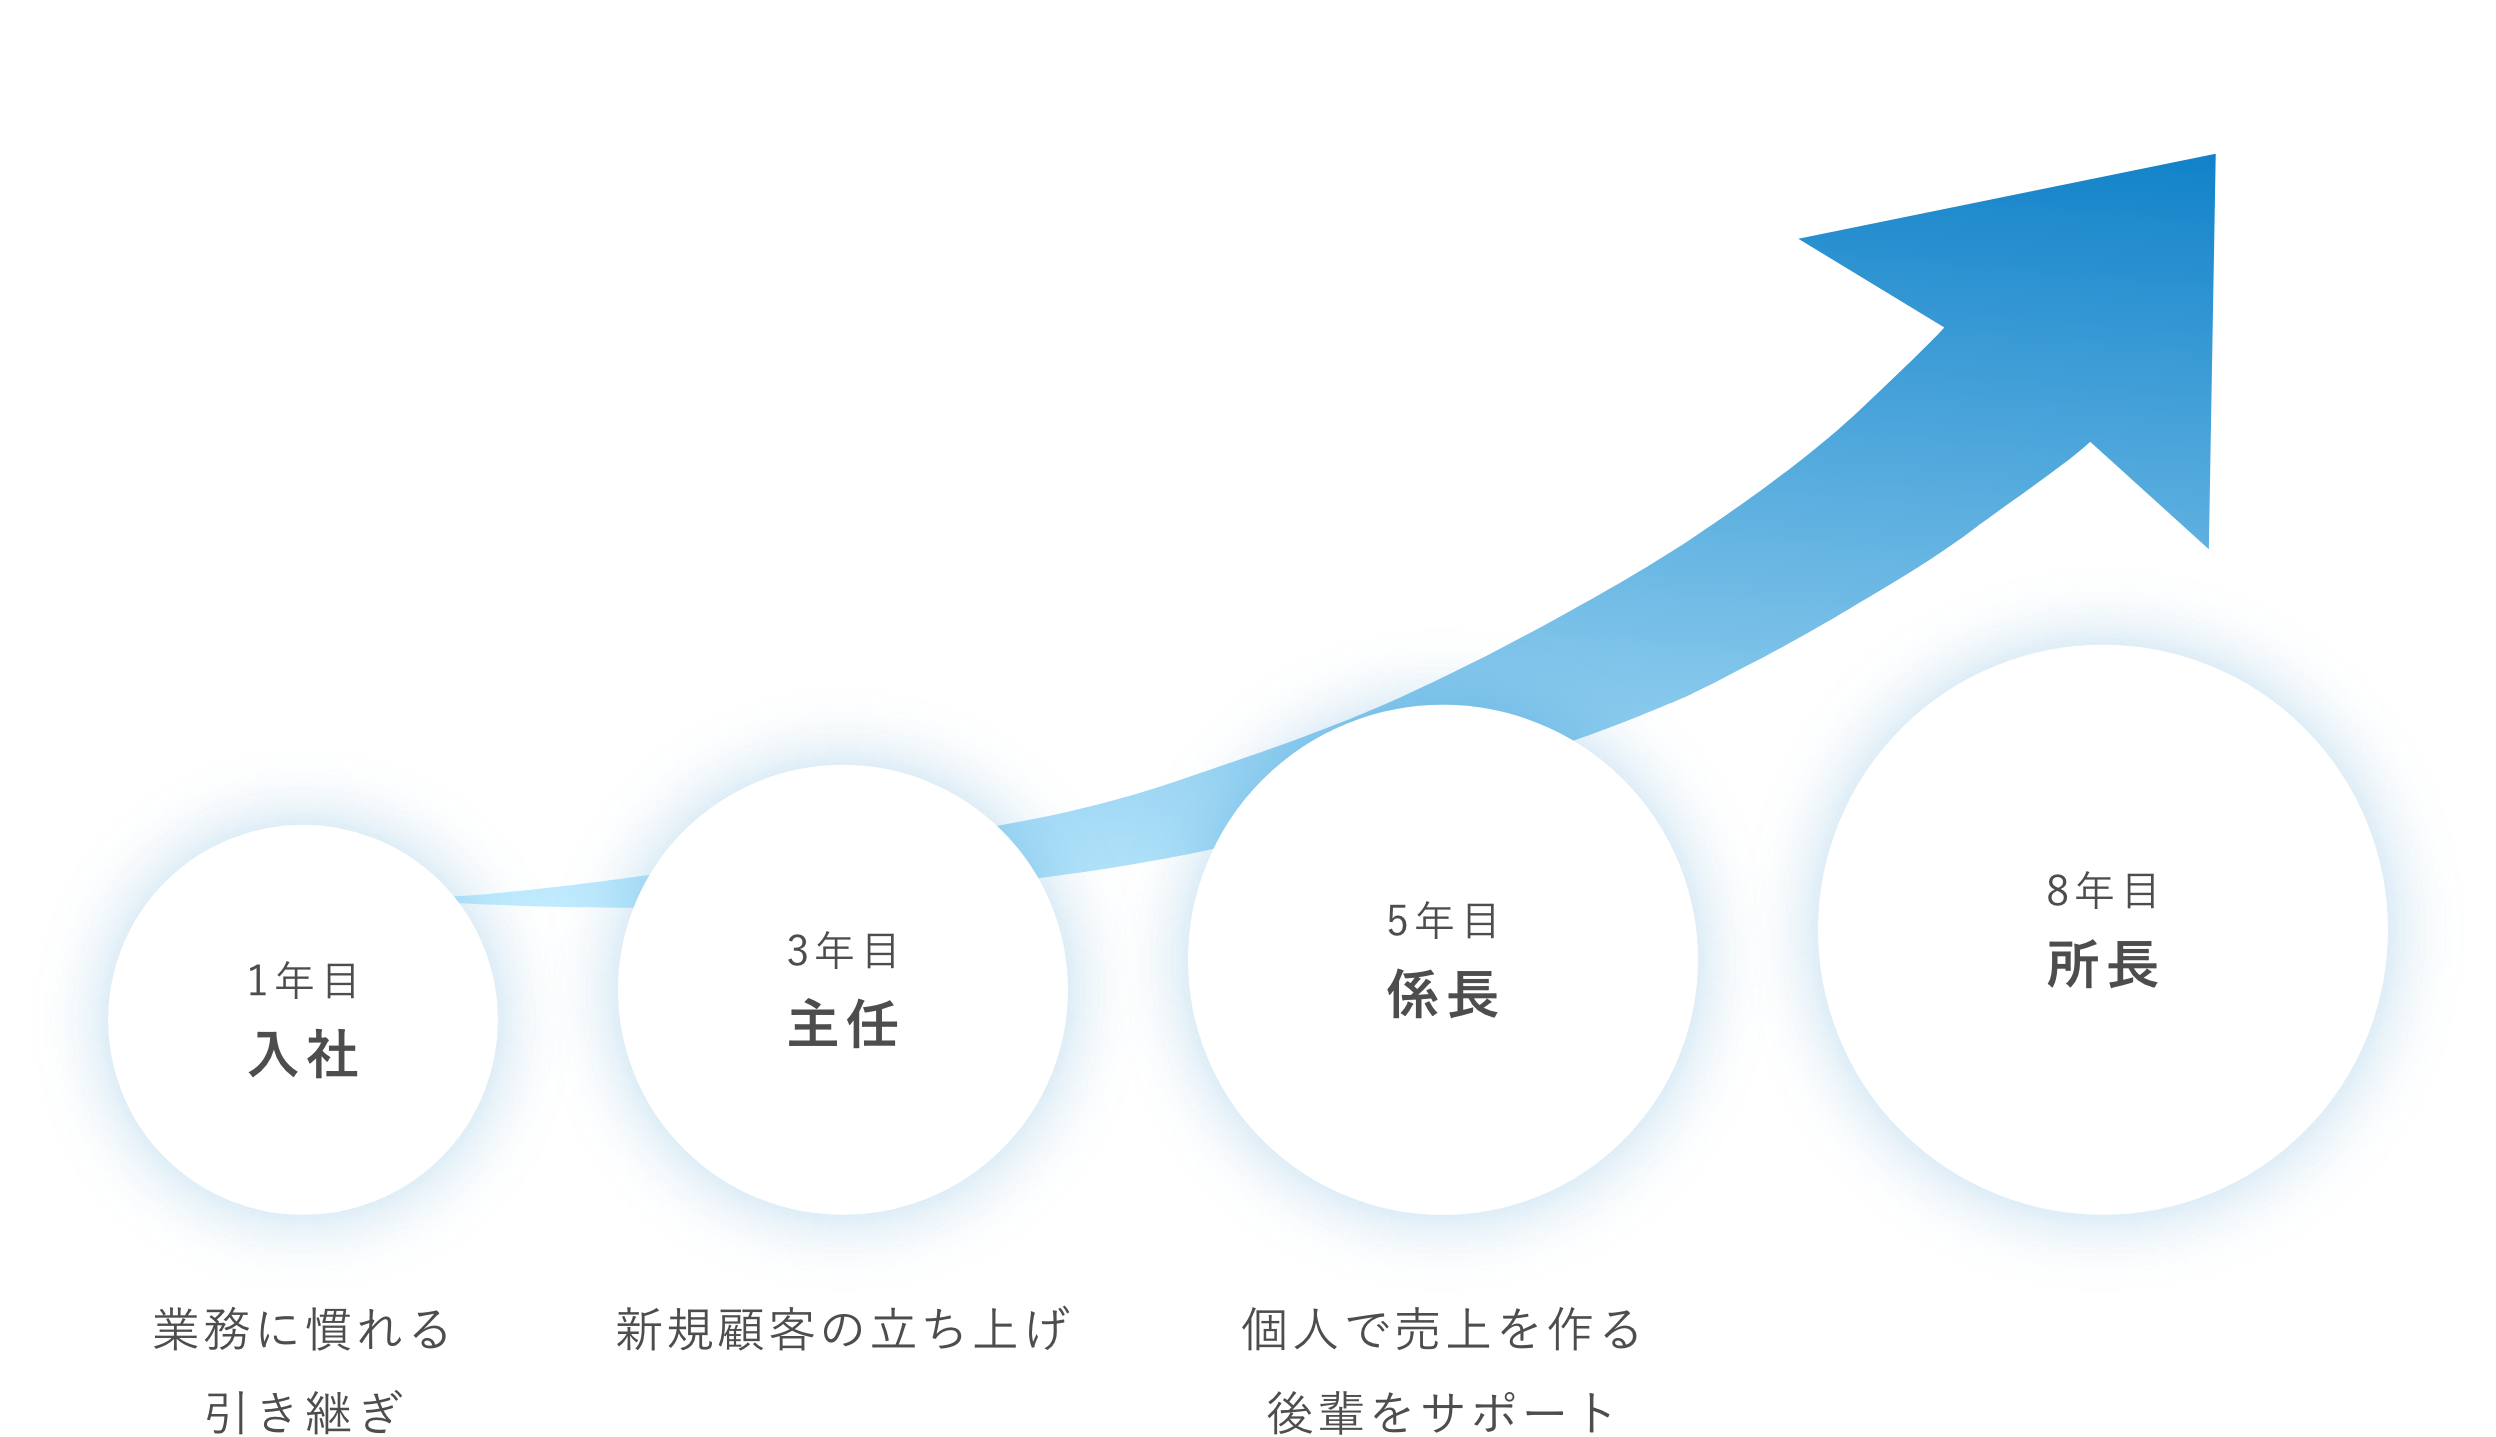 1年目
入社
業務に慣れる
引き継ぎ
3年目
主任
新規顧客の立ち上げ
5年目
係長
個人で売上を作る
後輩をサポート
8年目
所長